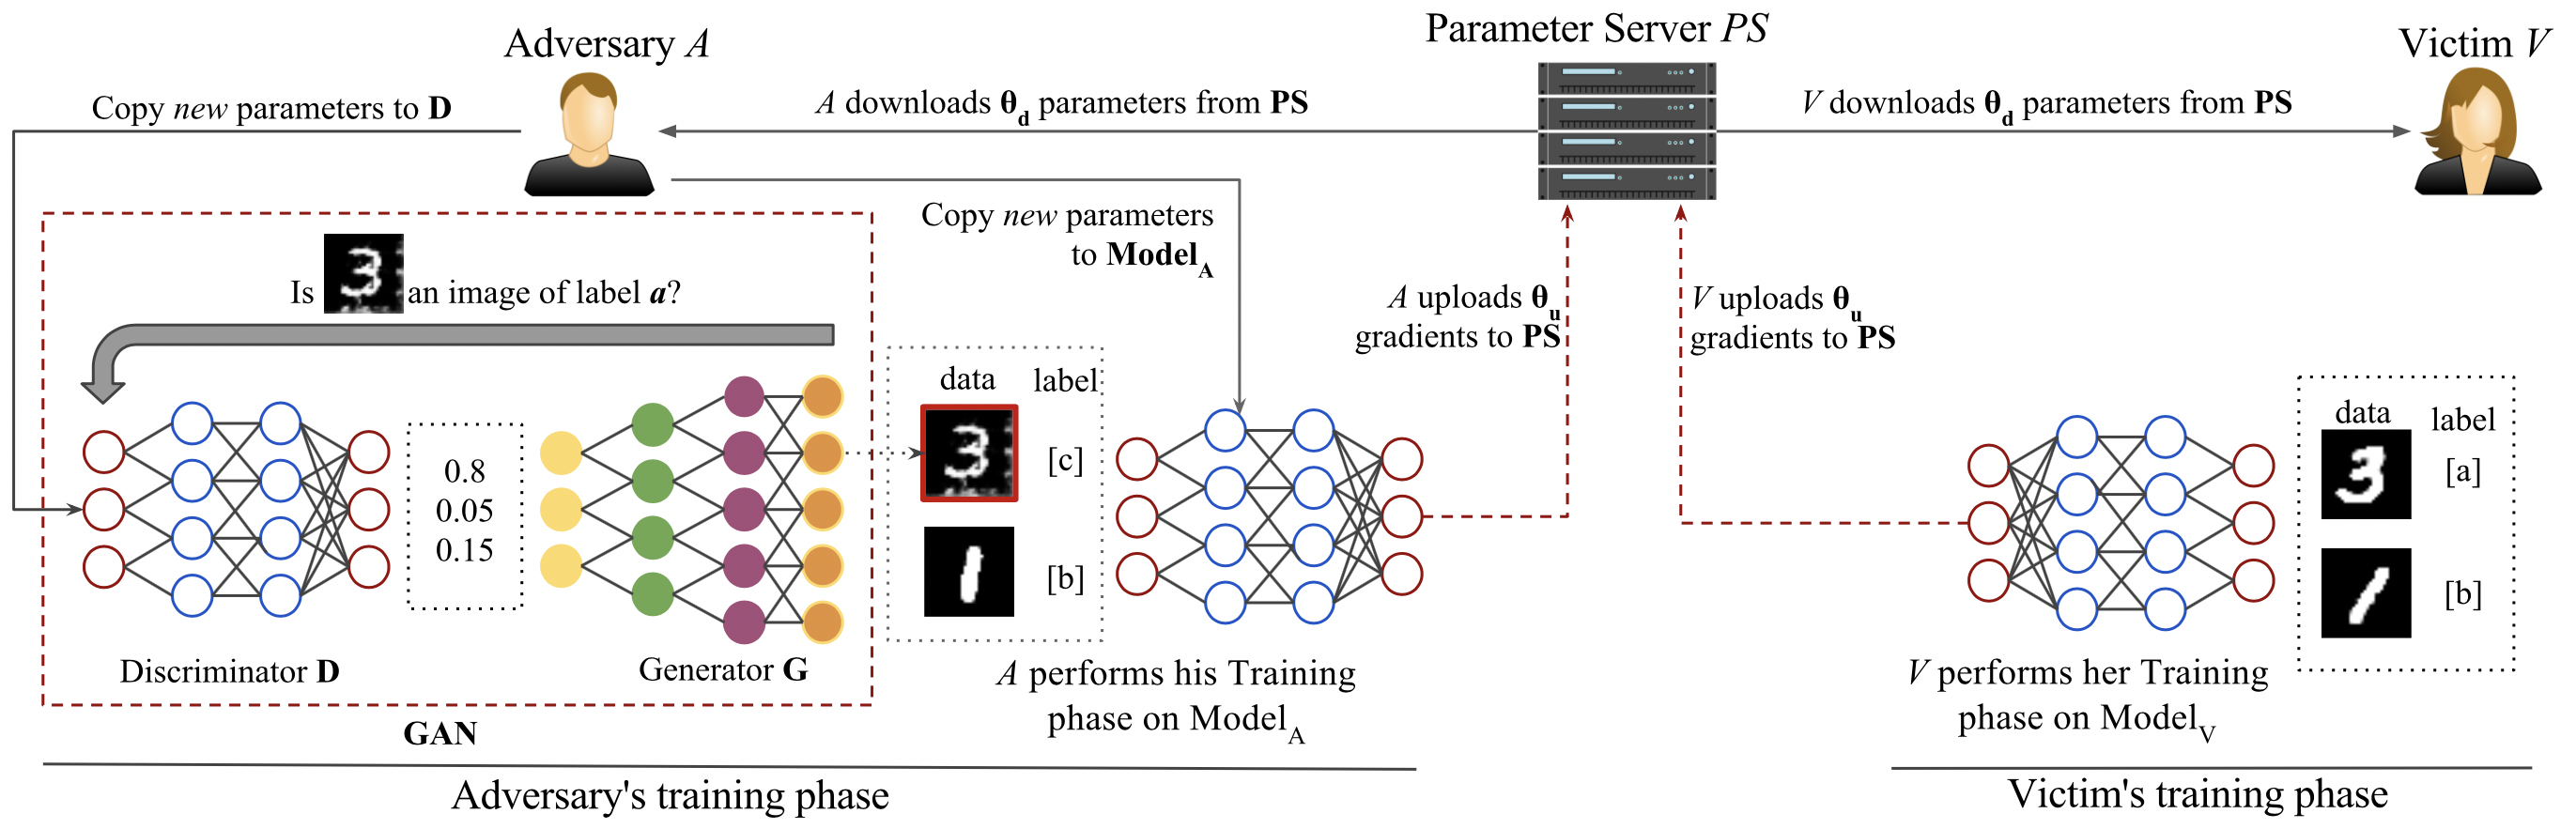 Adversary A
Parameter Server PS
Victim V
Copy new parameters to D
A downloads θd parameters from PS
V downloads θd parameters from PS
Copy new parameters
to ModelA
Is an image of label a?
A uploads θu
gradients to PS
V uploads θu
gradients to PS
data label
[c]
[b]
0.8
0.05
0.15
data label
[a]
[b]
Discriminator D
Generator G
GAN
A performs his Training
phase on ModelA
V performs her Training
phase on ModelV
Adversary's training phase
Victim's training phase